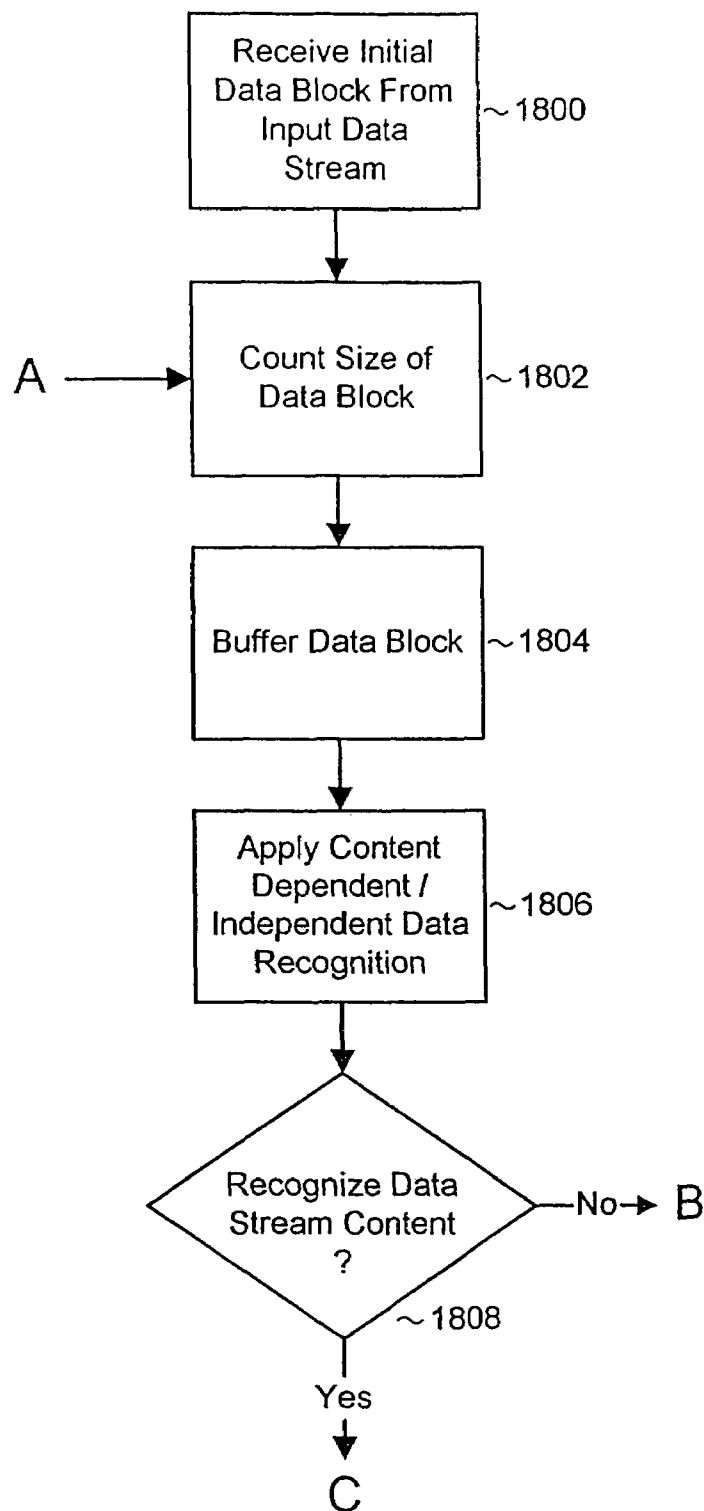 Receive Initial
Data Block From
Input Data
Stream
~1800
A
Count Size of
Data Block
~1802
Buffer Data Block
~1804
Apply Content
Dependent /
Independent Data
Recognition
~1806
Recognize Data
Stream Content
?
No
B
~1808
Yes
C